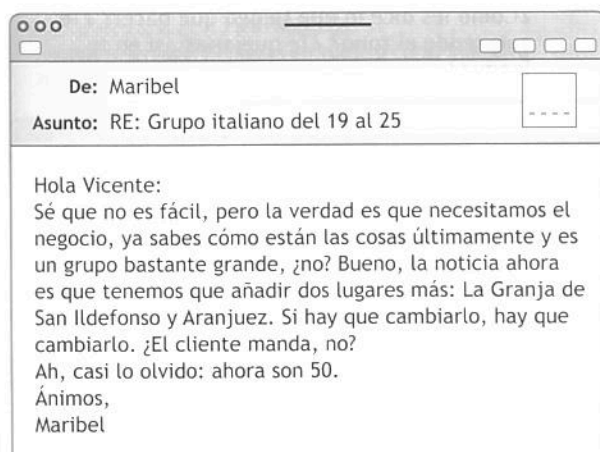 De: Maribel
Asunto: RE: Grupo italiano del 19 al 25
Hola Vicente:
Sé que no es fácil, pero la verdad es que necesitamos el
negocio, ya sabes cómo están las cosas últimamente y es
un grupo bastante grande, ¿no? Bueno, la noticia ahora
es que tenemos que añadir dos lugares más: La Granja de
San Ildefonso y Aranjuez. Si hay que cambiarlo, hay que
cambiarlo. ¿El cliente manda, no?
Ah, casi lo olvido: ahora son 50.
Ánimos,
Maribel